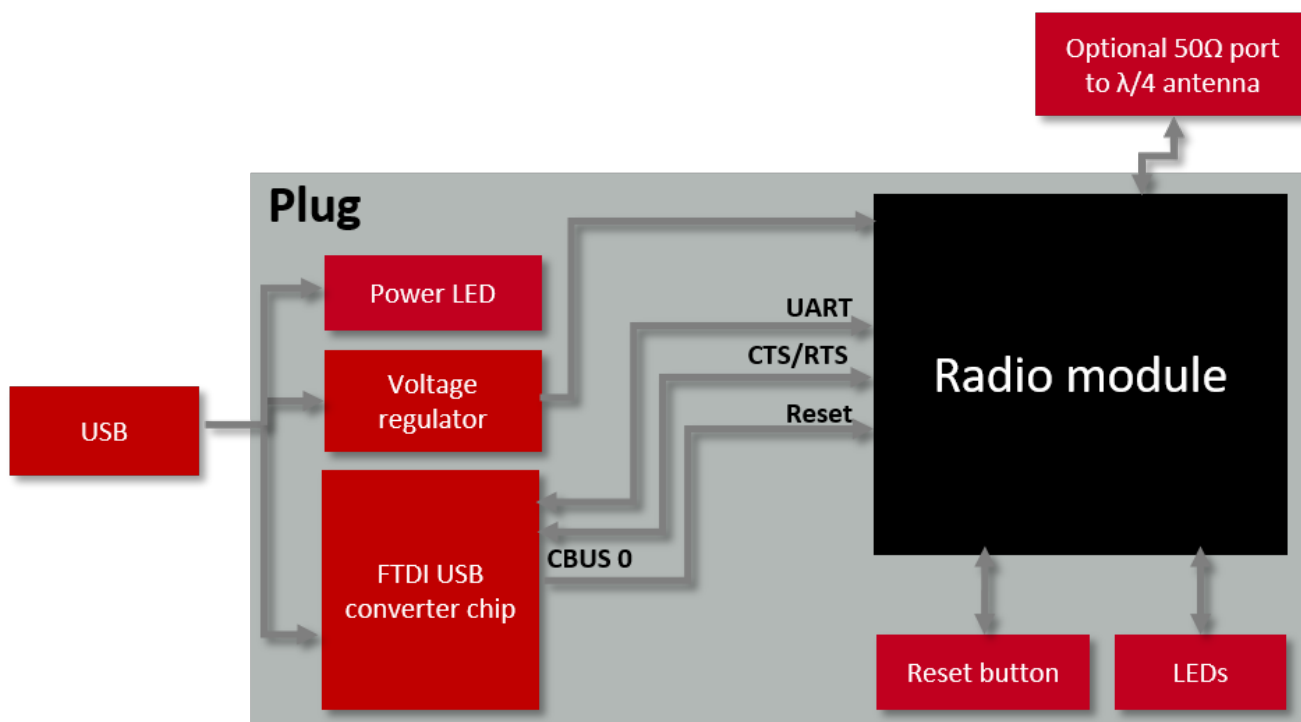 Optional 50Ω port
to λ/4 antenna
Plug
Power LED
UART
CTS/RTS
Voltage
regulator
Radio module
USB
Reset
CBUS 0
FTDI USB
converter chip
Reset button
LEDs